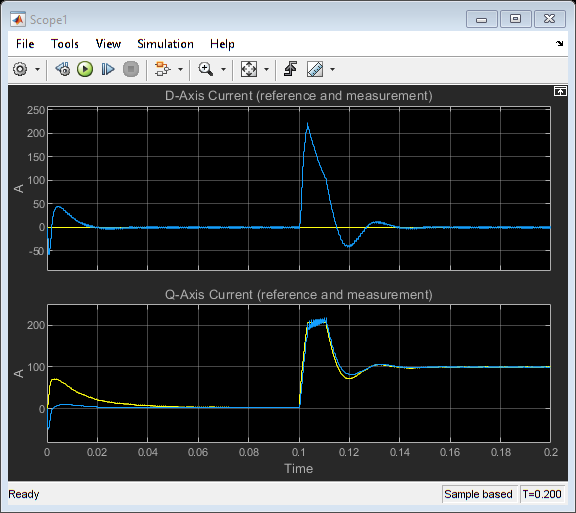 Scope1
File Tools View Simulation Help
D-Axis Current (reference and measurement)
250
200
150
100
50
0
-50
A
Q-Axis Current (reference and measurement)
200
100
0
A
0 0.02 0.04 0.06 0.08 0.1 0.12 0.14 0.16 0.18 0.2
Time
Ready Sample based T=0.200